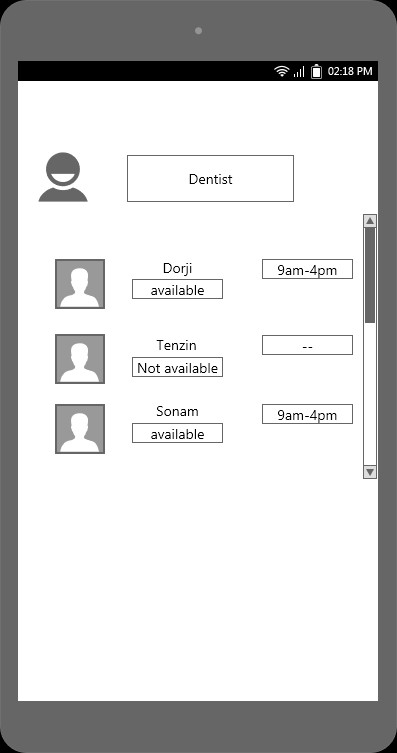 02:18 PM
Dentist
Dorji
9am-4pm
available
Tenzin
--
Not available
Sonam
9am-4pm
available